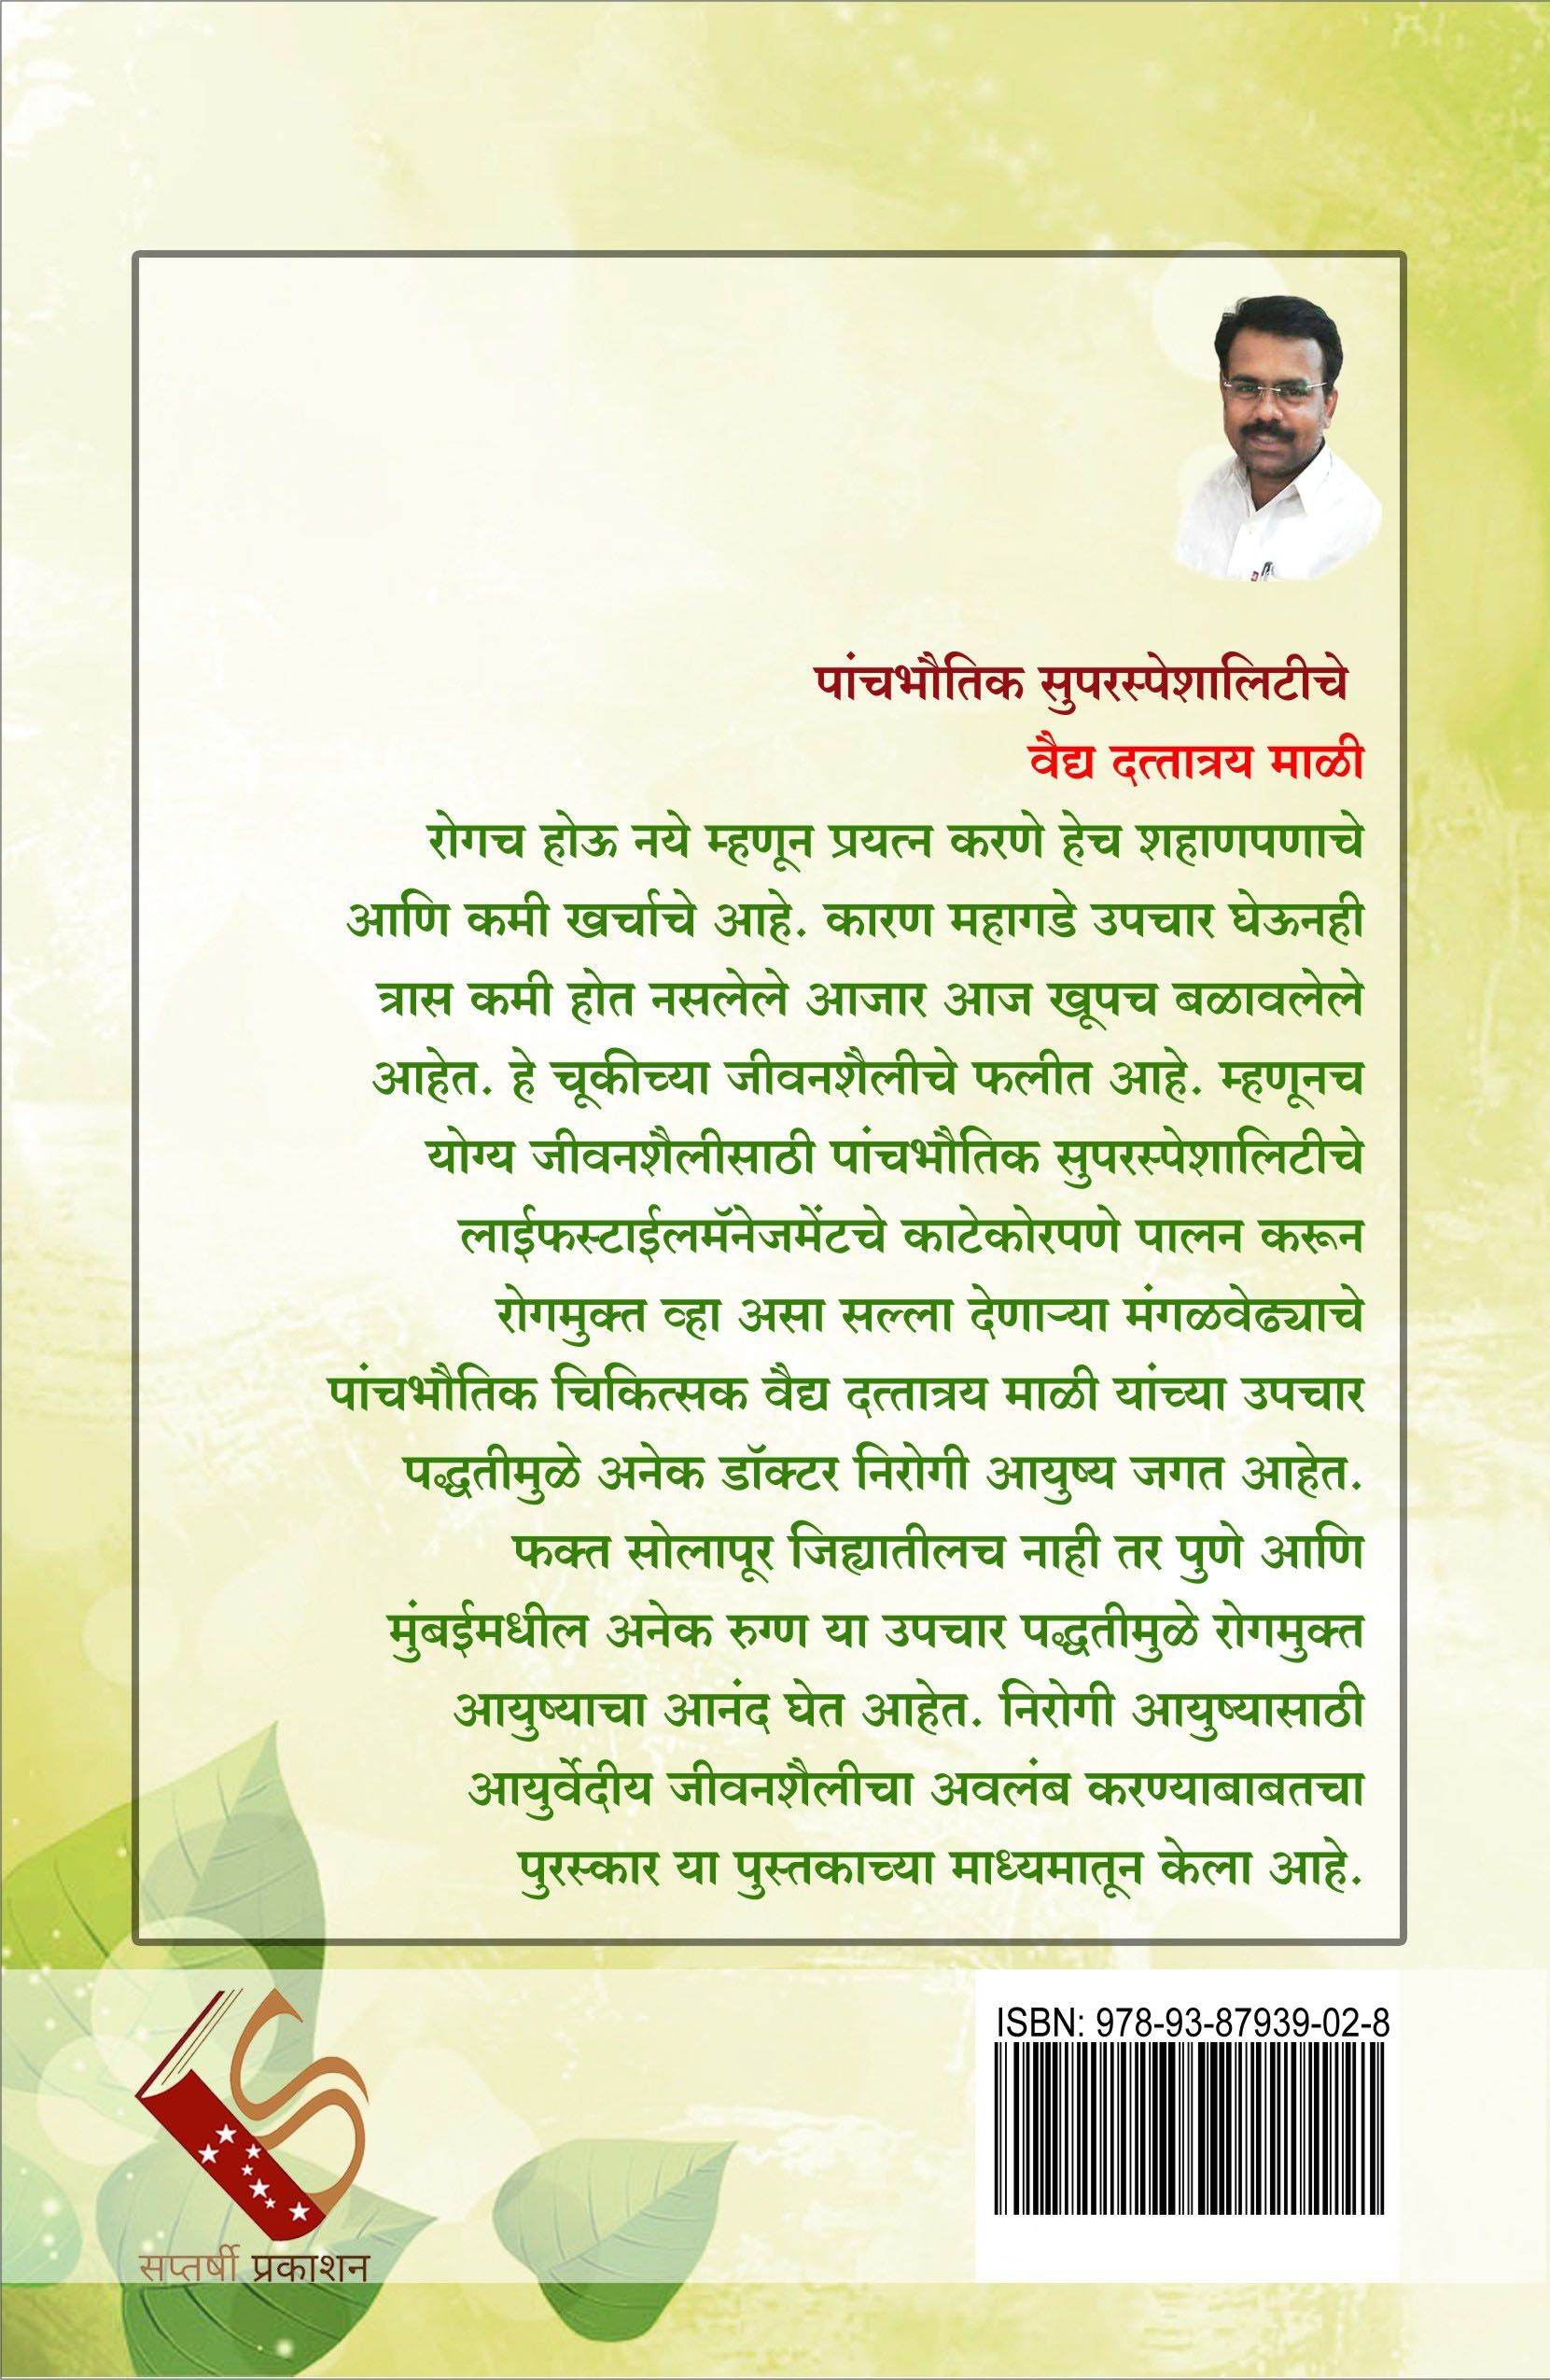 पांचभौतिक सुपरस्पेशालिटीचे
वैद्य दत्तात्रय माळी
रोगच होऊ नये म्हणून प्रयत्न करणे हेच शहाणपणाचे
आणि कमी खर्चाचे आहे. कारण महागडे उपचार घेऊनही
त्रास कमी होत नसलेले आजार आज खूपच बळावलेले
आहेत. हे चूकीच्या जीवनशैलीचे फलीत आहे. म्हणूनच
योग्य जीवनशैलीसाठी पांचभौतिक सुपरस्पेशालिटीचे
लाईफस्टाईलमॅनेजमेंटचे काटेकोरपणे पालन करून
रोगमुक्त व्हा असा सल्ला देणाऱ्या मंगळवेढ्याचे
पांचभौतिक चिकित्सक वैद्य दत्तात्रय माळी यांच्या उपचार
पद्धतीमुळे अनेक डॉक्टर निरोगी आयुष्य जगत आहेत.
फक्त सोलापूर जिह्यातीलच नाही तर पुणे आणि
मुंबईमधील अनेक रुग्ण या उपचार पद्धतीमुळे रोगमुक्त
आयुष्याचा आनंद घेत आहेत. निरोगी आयुष्यासाठी
आयुर्वेदीय जीवनशैलीचा अवलंब करण्याबाबतचा
पुरस्कार या पुस्तकाच्या माध्यमातून केला आहे.
ISBN: 978-93-87939-02-8
सप्तर्षी प्रकाशन